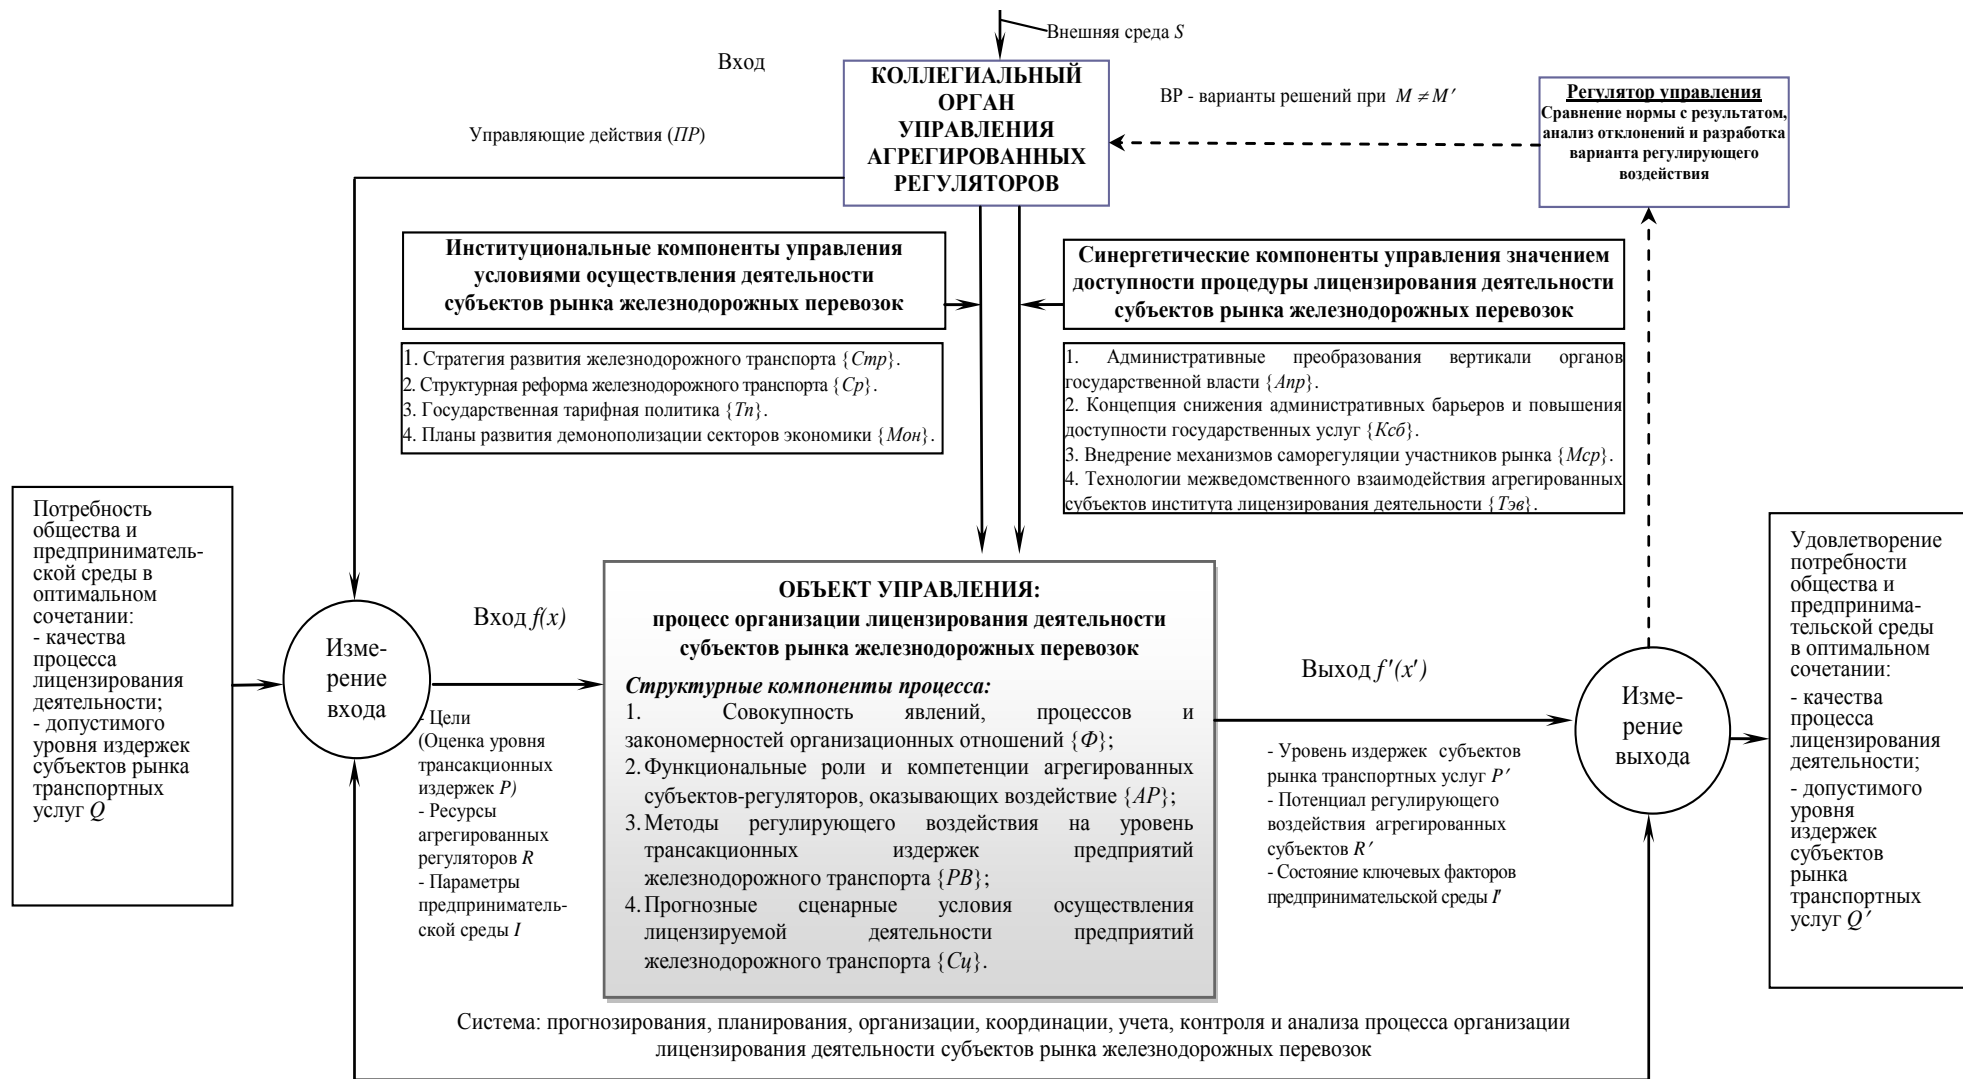 Внешняя среда S
Вход
КОЛЛЕГИАЛЬНЫЙ
ОРГАН
УПРАВЛЕНИЯ
АГРЕГИРОВАННЫХ
РЕГУЛЯТОРОВ
ВР - варианты решений при M ≠ M′
Регулятор управления
Сравнение нормы с результатом,
анализ отклонений и разработка
варианта регулирующего
воздействия
Управляющие действия (ПР)
Институциональные компоненты управления
условиями осуществления деятельности
субъектов рынка железнодорожных перевозок
Синергетические компоненты управления значением
доступности процедуры лицензирования деятельности
субъектов рынка железнодорожных перевозок
1. Стратегия развития железнодорожного транспорта {Стр}.
2. Структурная реформа железнодорожного транспорта {Ср}.
3. Государственная тарифная политика {Тп}.
4. Планы развития демонополизации секторов экономики {Мон}.
1. Административные преобразования вертикали органов
государственной власти {Апр}.
2. Концепция снижения административных барьеров и повышения
доступности государственных услуг {Ксб}.
3. Внедрение механизмов саморегуляции участников рынка {Мср}.
4. Технологии межведомственного взаимодействия агрегированных
субъектов института лицензирования деятельности {Тэв}.
Потребность
общества и
предприниматель-
ской среды в
оптимальном
сочетании:
- качества
процесса
лицензирования
деятельности;
- допустимого
уровня издержек
субъектов рынка
транспортных
услуг Q
Изме-
рение
входа
Вход f(x)
- Цели
(Оценка уровня
трансакционных
издержек P)
- Ресурсы
агрегированных
регуляторов R
- Параметры
предприниматель-
ской среды I
ОБЪЕКТ УПРАВЛЕНИЯ:
процесс организации лицензирования деятельности
субъектов рынка железнодорожных перевозок
Структурные компоненты процесса:
1. Совокупность явлений, процессов и
закономерностей организационных отношений {Ф};
2. Функциональные роли и компетенции агрегированных
субъектов-регуляторов, оказывающих воздействие {АР};
3. Методы регулирующего воздействия на уровень
трансакционных издержек предприятий
железнодорожного транспорта {РВ};
4. Прогнозные сценарные условия осуществления
лицензируемой деятельности предприятий
железнодорожного транспорта {Сц}.
Выход f′(x′)
- Уровень издержек субъектов
рынка транспортных услуг P′
- Потенциал регулирующего
воздействия агрегированных
субъектов R′
- Состояние ключевых факторов
предпринимательской среды I′
Изме-
рение
выхода
Удовлетворение
потребности
общества и
предпринима-
тельской среды
в оптимальном
сочетании:
- качества
процесса
лицензирования
деятельности;
- допустимого
уровня
издержек
субъектов
рынка
транспортных
услуг Q′
Система: прогнозирования, планирования, организации, координации, учета, контроля и анализа процесса организации
лицензирования деятельности субъектов рынка железнодорожных перевозок